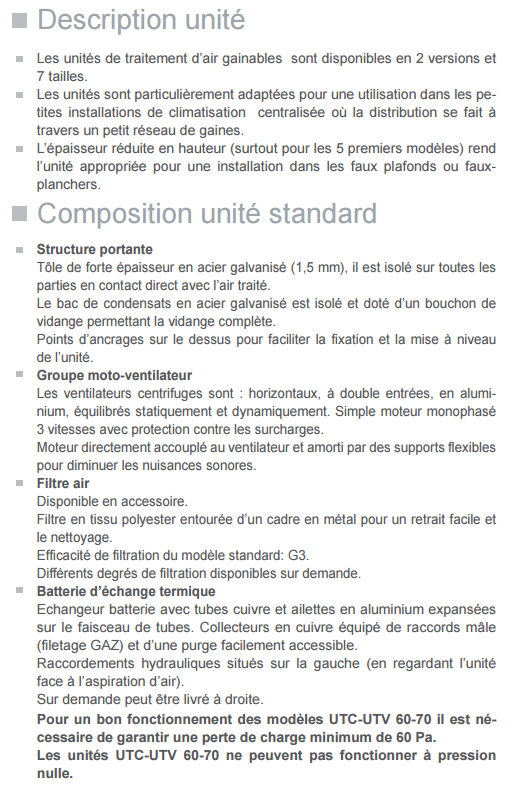 Description unité
Les unités de traitement d'air gainables sont disponibles en 2 versions et
7 tailles.
Les unités sont particulièrement adaptées pour une utilisation dans les pe-
tites installations de climatisation centralisée où la distribution se fait à
travers un petit réseau de gaines.
L'épaisseur réduite en hauteur (surtout pour les 5 premiers modèles) rend
l'unité appropriée pour une installation dans les faux plafonds ou faux-
planchers.
Composition unité standard
Structure portante
Tôle de forte épaisseur en acier galvanisé (1,5 mm), il est isolé sur toutes les
parties en contact direct avec l'air traité.
Le bac de condensats en acier galvanisé est isolé et doté d'un bouchon de
vidange permettant la vidange complète.
Points d'ancrages sur le dessus pour faciliter la fixation et la mise à niveau
de l'unité.
Groupe moto-ventilateur
Les ventilateurs centrifuges sont : horizontaux, à double entrées, en alumi-
nium, équilibrés statiquement et dynamiquement. Simple moteur monophasé
3 vitesses avec protection contre les surcharges.
Moteur directement accouplé au ventilateur et amorti par des supports flexibles
pour diminuer les nuisances sonores.
Filtre air
Disponible en accessoire.
Filtre en tissu polyester entourée d'un cadre en métal pour un retrait facile et
le nettoyage.
Efficacité de filtration du modèle standard: G3.
Différents degrés de filtration disponibles sur demande.
Batterie d'échange termique
Echangeur batterie avec tubes cuivre et ailettes en aluminium expansées
sur le faisceau de tubes. Collecteurs en cuivre équipé de raccords mâle
(filetage GAZ) et d'une purge facilement accessible.
Raccordements hydrauliques situés sur la gauche (en regardant l'unité
face à l'aspiration d'air).
Sur demande peut être livré à droite.
Pour un bon fonctionnement des modèles UTC-UTV 60-70 il est né-
cessaire de garantir une perte de charge minimum de 60 Pa.
Les unités UTC-UTV 60-70 ne peuvent pas fonctionner à pression
nulle.